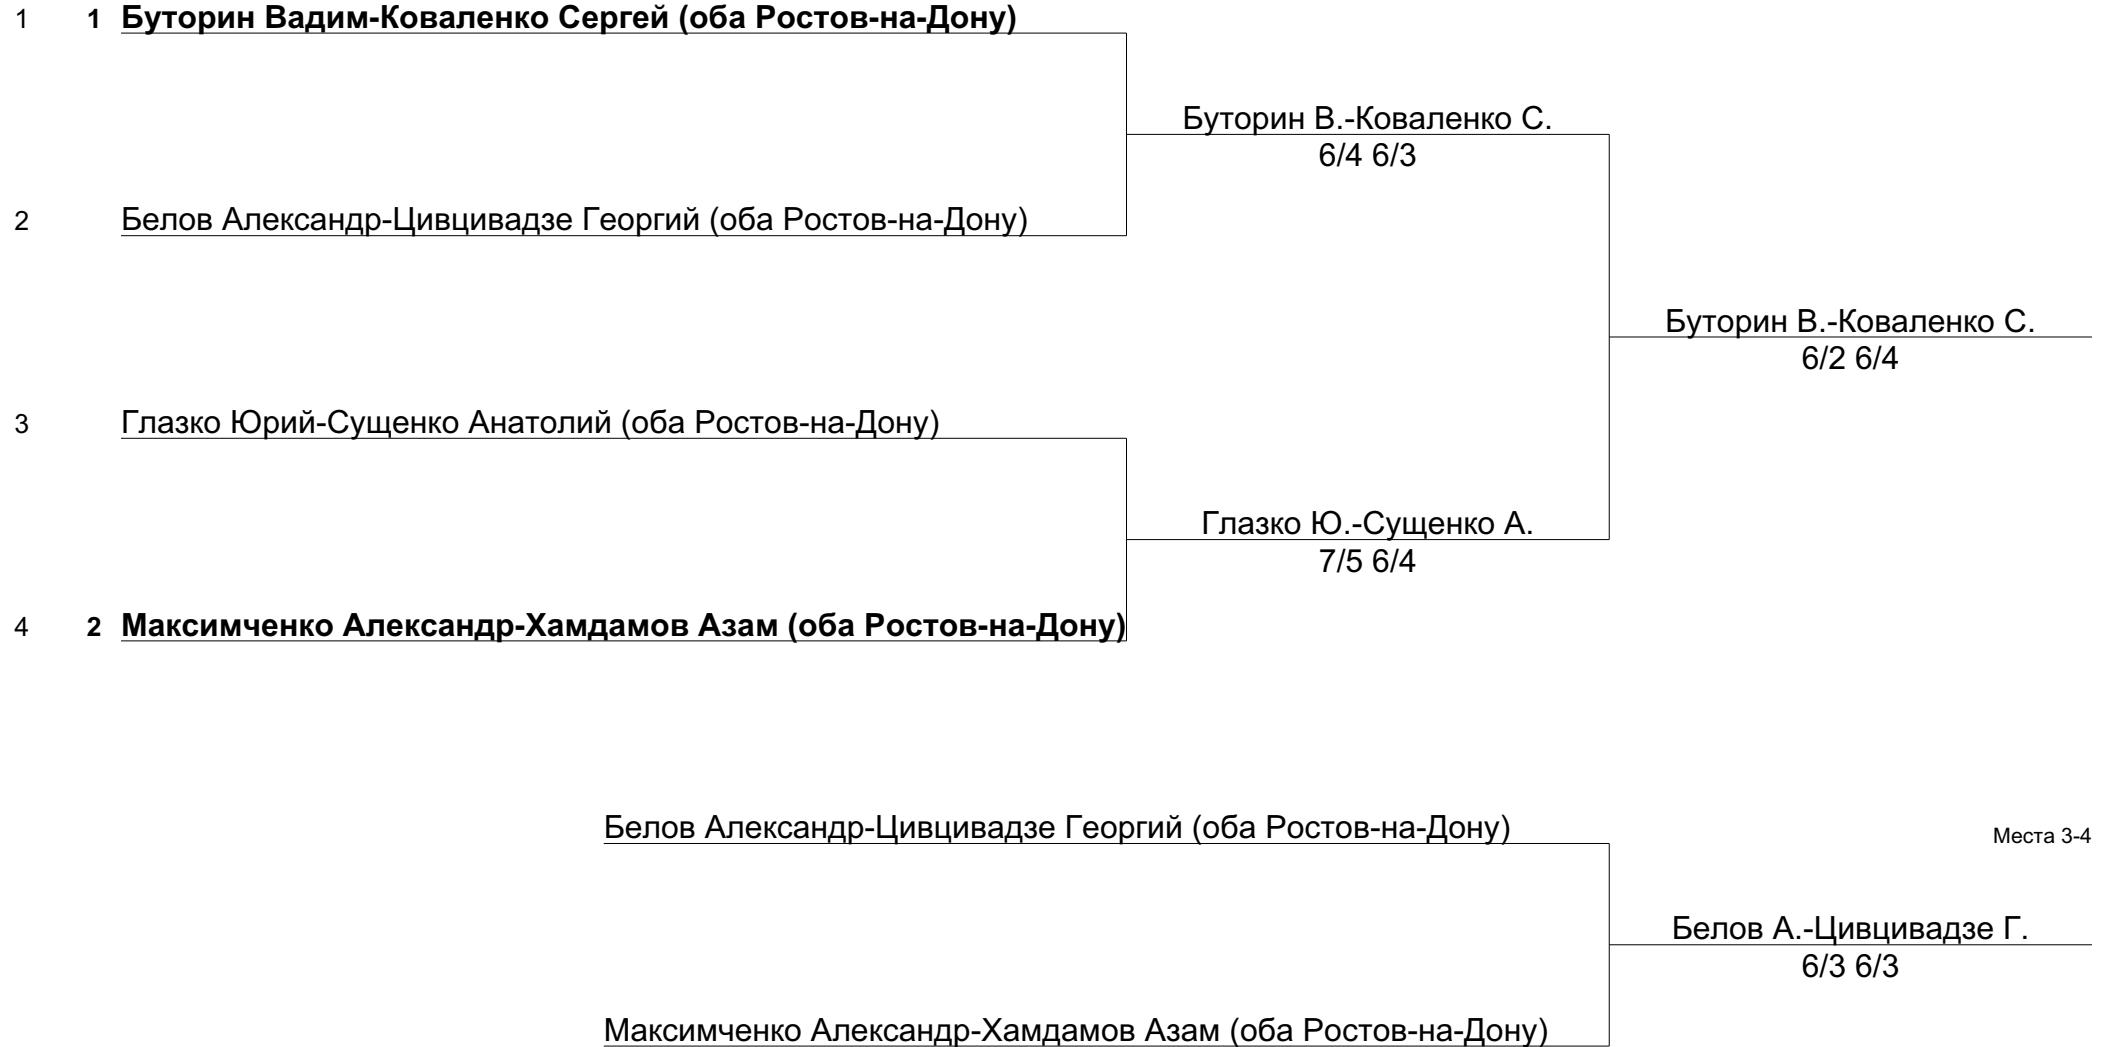 1 1 Буторин Вадим-Коваленко Сергей (оба Ростов-на-Дону)
Буторин В.-Коваленко С.
6/4 6/3
2 Белов Александр-Цивцивадзе Георгий (оба Ростов-на-Дону)
Буторин В.-Коваленко С.
6/2 6/4
3 Глазко Юрий-Сущенко Анатолий (оба Ростов-на-Дону)
Глазко Ю.-Сущенко А.
7/5 6/4
4 2 Максимченко Александр-Хамдамов Азам (оба Ростов-на-Дону)
Белов Александр-Цивцивадзе Георгий (оба Ростов-на-Дону)
Места 3-4
Белов А.-Цивцивадзе Г.
6/3 6/3
Максимченко Александр-Хамдамов Азам (оба Ростов-на-Дону)